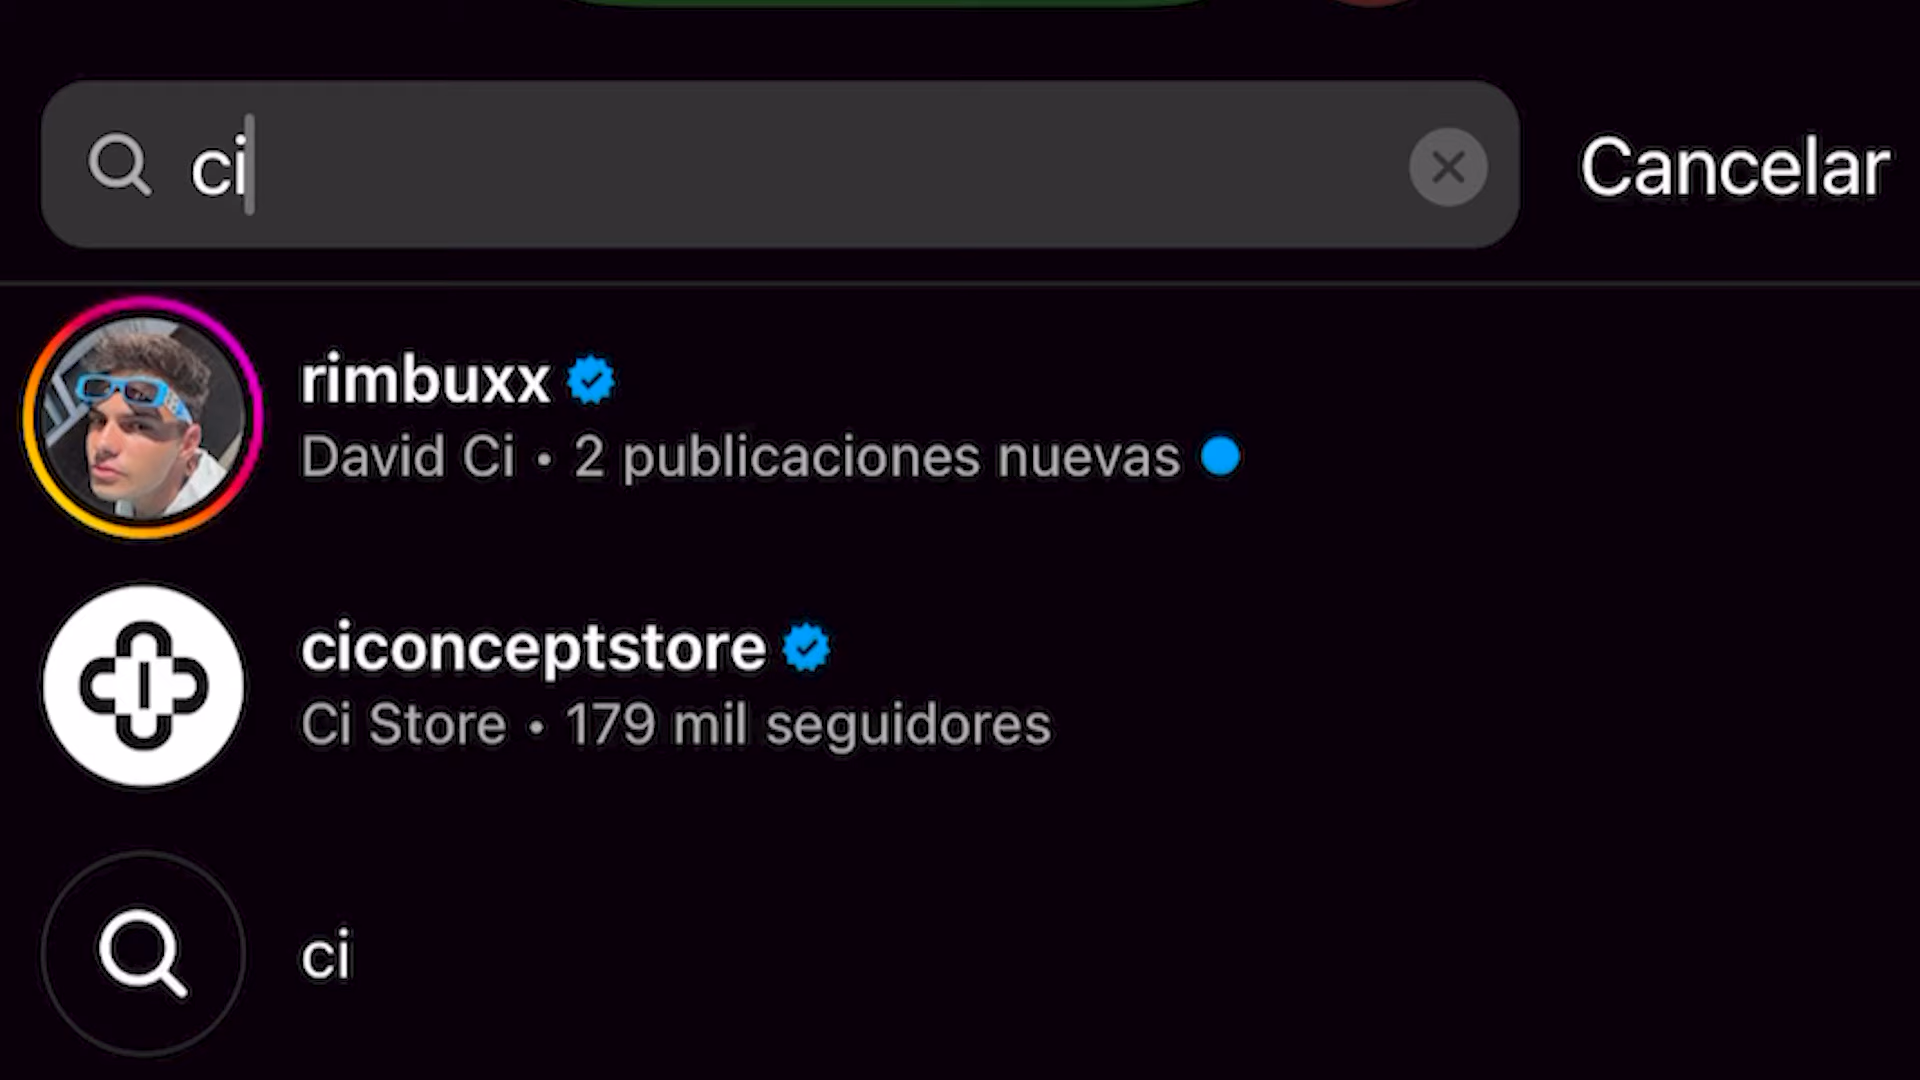 ci
Cancelar
rimbuxx
David Ci • 2 publicaciones nuevas
ciconceptstore
Ci Store • 179 mil seguidores
ci